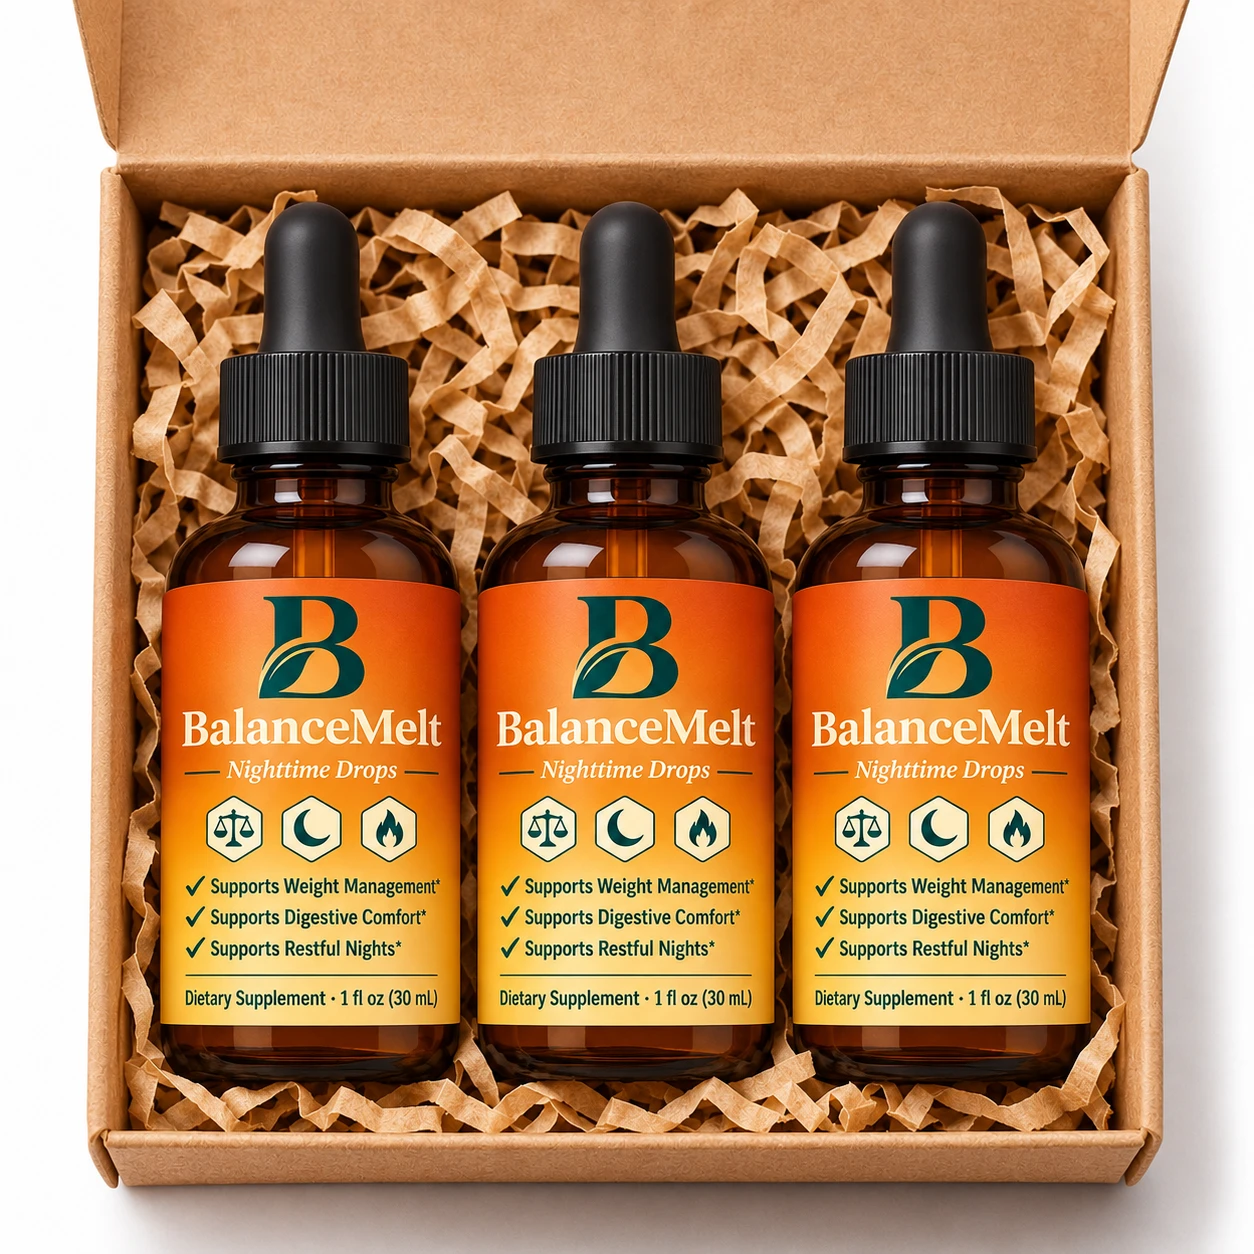 B
BalanceMelt
Nighttime Drops
✓ Supports Weight Management*
✓ Supports Digestive Comfort*
✓ Supports Restful Nights*
Dietary Supplement · 1 fl oz (30 mL)
B
BalanceMelt
Nighttime Drops
✓ Supports Weight Management*
✓ Supports Digestive Comfort*
✓ Supports Restful Nights*
Dietary Supplement · 1 fl oz (30 mL)
B
BalanceMelt
Nighttime Drops
✓ Supports Weight Management*
✓ Supports Digestive Comfort*
✓ Supports Restful Nights*
Dietary Supplement · 1 fl oz (30 mL)